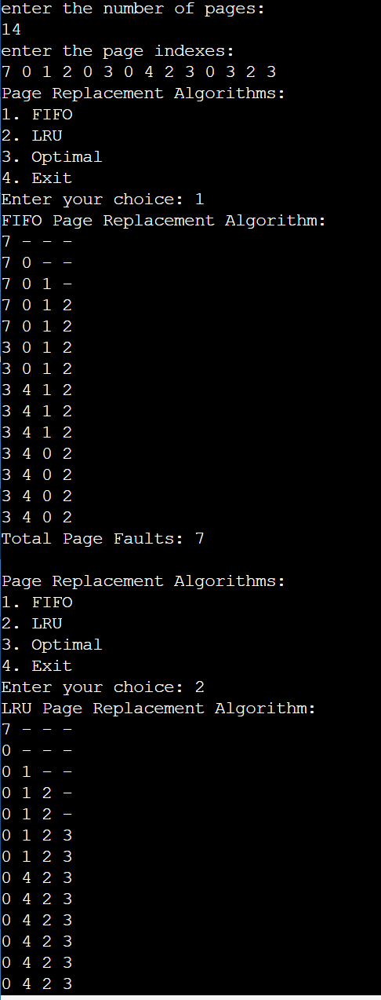 enter the number of pages:
14
enter the page indexes:
7 0 1 2 0 3 0 4 2 3 0 3 2 3
Page Replacement Algorithms:
1. FIFO
2. LRU
3. Optimal
4. Exit
Enter your choice: 1
FIFO Page Replacement Algorithm:
7 - - -
7 0 - -
7 0 1 -
7 0 1 2
7 0 1 2
3 0 1 2
3 0 1 2
3 4 1 2
3 4 1 2
3 4 1 2
3 4 0 2
3 4 0 2
3 4 0 2
3 4 0 2
Total Page Faults: 7
Page Replacement Algorithms:
1. FIFO
2. LRU
3. Optimal
4. Exit
Enter your choice: 2
LRU Page Replacement Algorithm:
7 - - -
0 - - -
0 1 - -
0 1 2 -
0 1 2 -
0 1 2 3
0 1 2 3
0 4 2 3
0 4 2 3
0 4 2 3
0 4 2 3
0 4 2 3
0 4 2 3